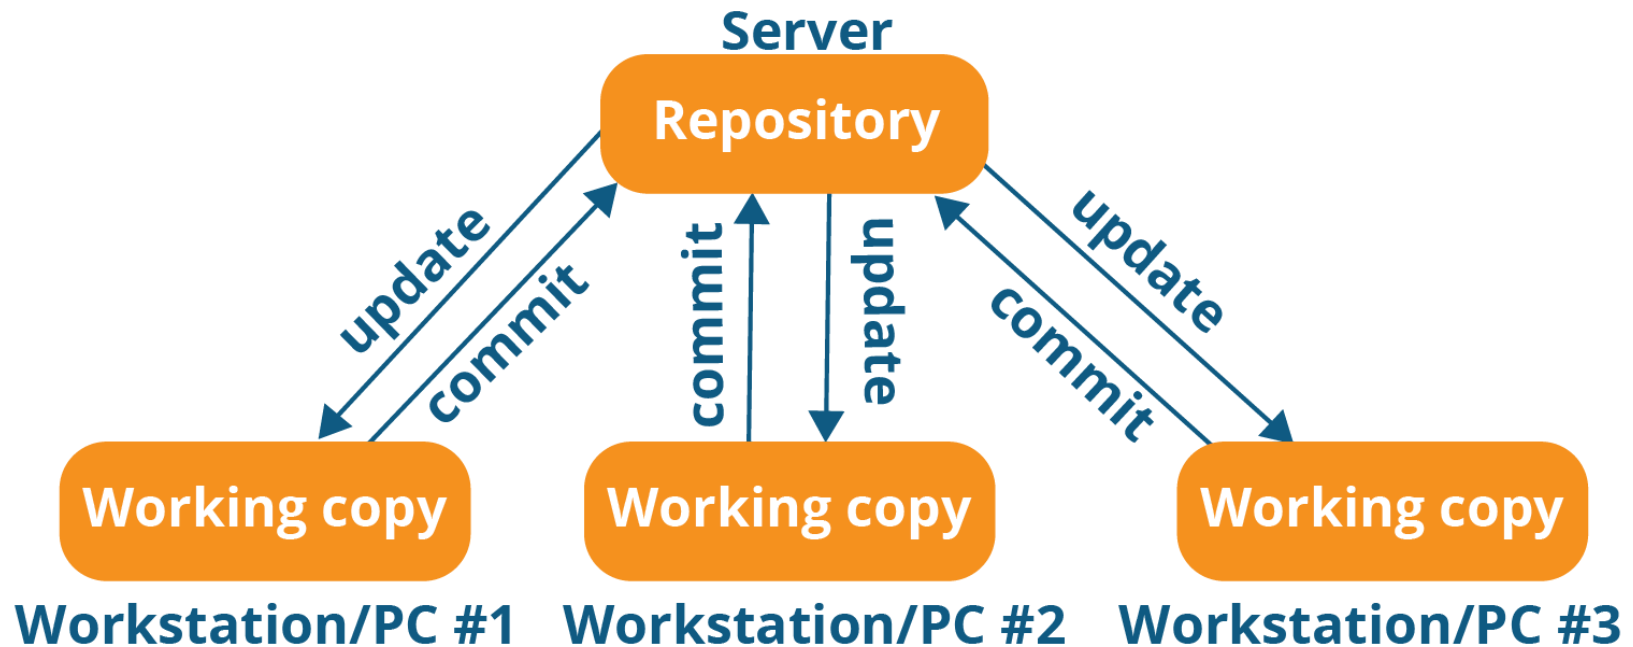 Server
Repository
update
commit
commit
update
commit
update
Working copy
Working copy
Working copy
Workstation/PC #1
Workstation/PC #2
Workstation/PC #3